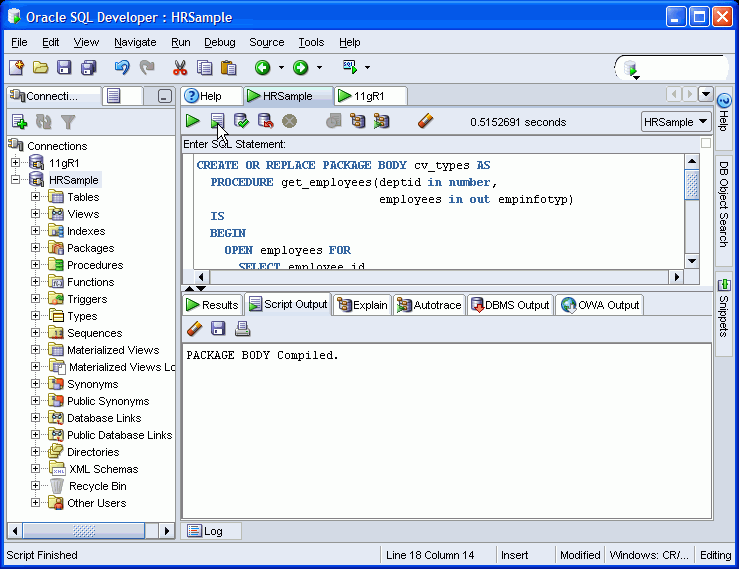 Oracle SQL Developer : HRSample
File Edit View Navigate Run Debug Source Tools Help
SQL
Connecti...
Help HRSample 11gR1
0.5152691 seconds HRSample
Enter SQL Statement:
CREATE OR REPLACE PACKAGE BODY cv_types AS
PROCEDURE get_employees(deptid in number,
employees in out empinfotyp)
IS
BEGIN
OPEN employees FOR
SELECT employee_id
Connections
11gR1
HRSample
Tables
Views
Indexes
Packages
Procedures
Functions
Triggers
Types
Sequences
Materialized Views
Materialized Views Lo
Synonyms
Public Synonyms
Database Links
Public Database Links
Directories
XML Schemas
Recycle Bin
Other Users
Results Script Output Explain Autotrace DBMS Output OWA Output
PACKAGE BODY Compiled.
Log
Help
DB Object Search
Snippets
Script Finished Line 18 Column 14 Insert Modified Windows: CR/... Editing